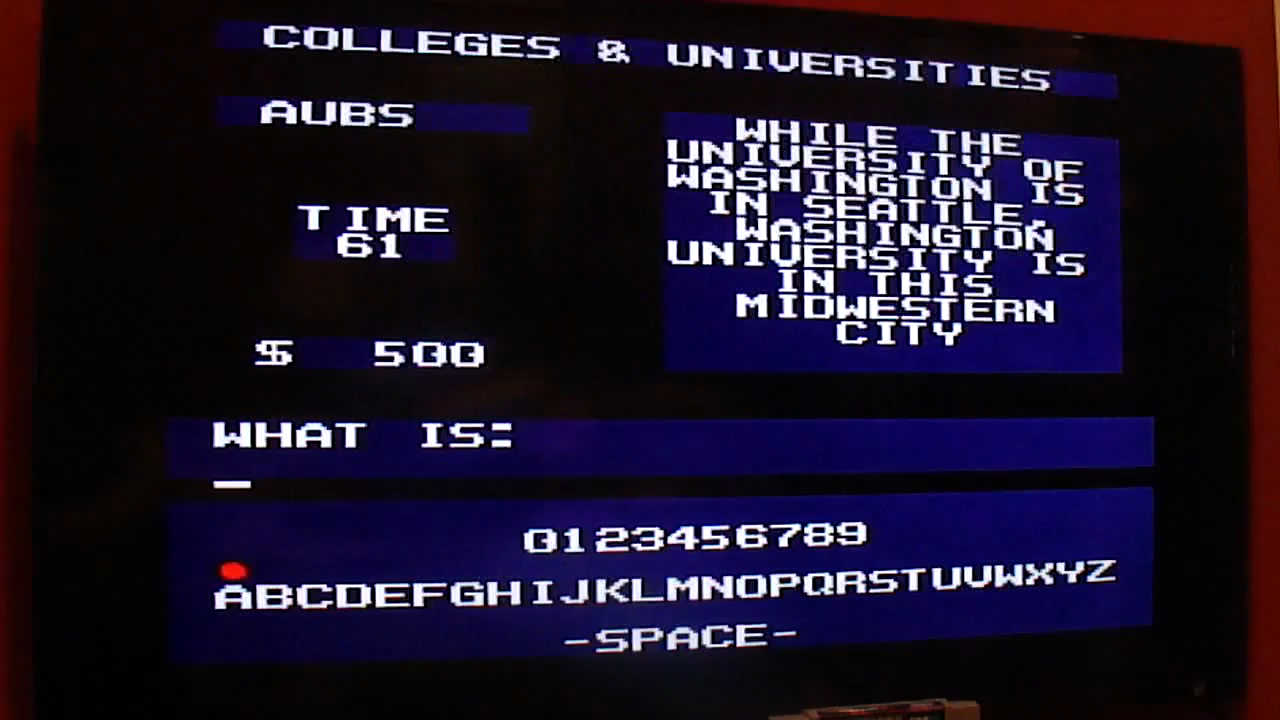 COLLEGES & UNIVERSITIES
AUBS
TIME
61
$ 500
WHILE THE
UNIVERSITY OF
WASHINGTON IS
IN SEATTLE,
WASHINGTON
UNIVERSITY IS
IN THIS
MIDWESTERN
CITY
WHAT IS:
0123456789
ABCDEFGHIJKLMNOPQRSTUVWXYZ
-SPACE-